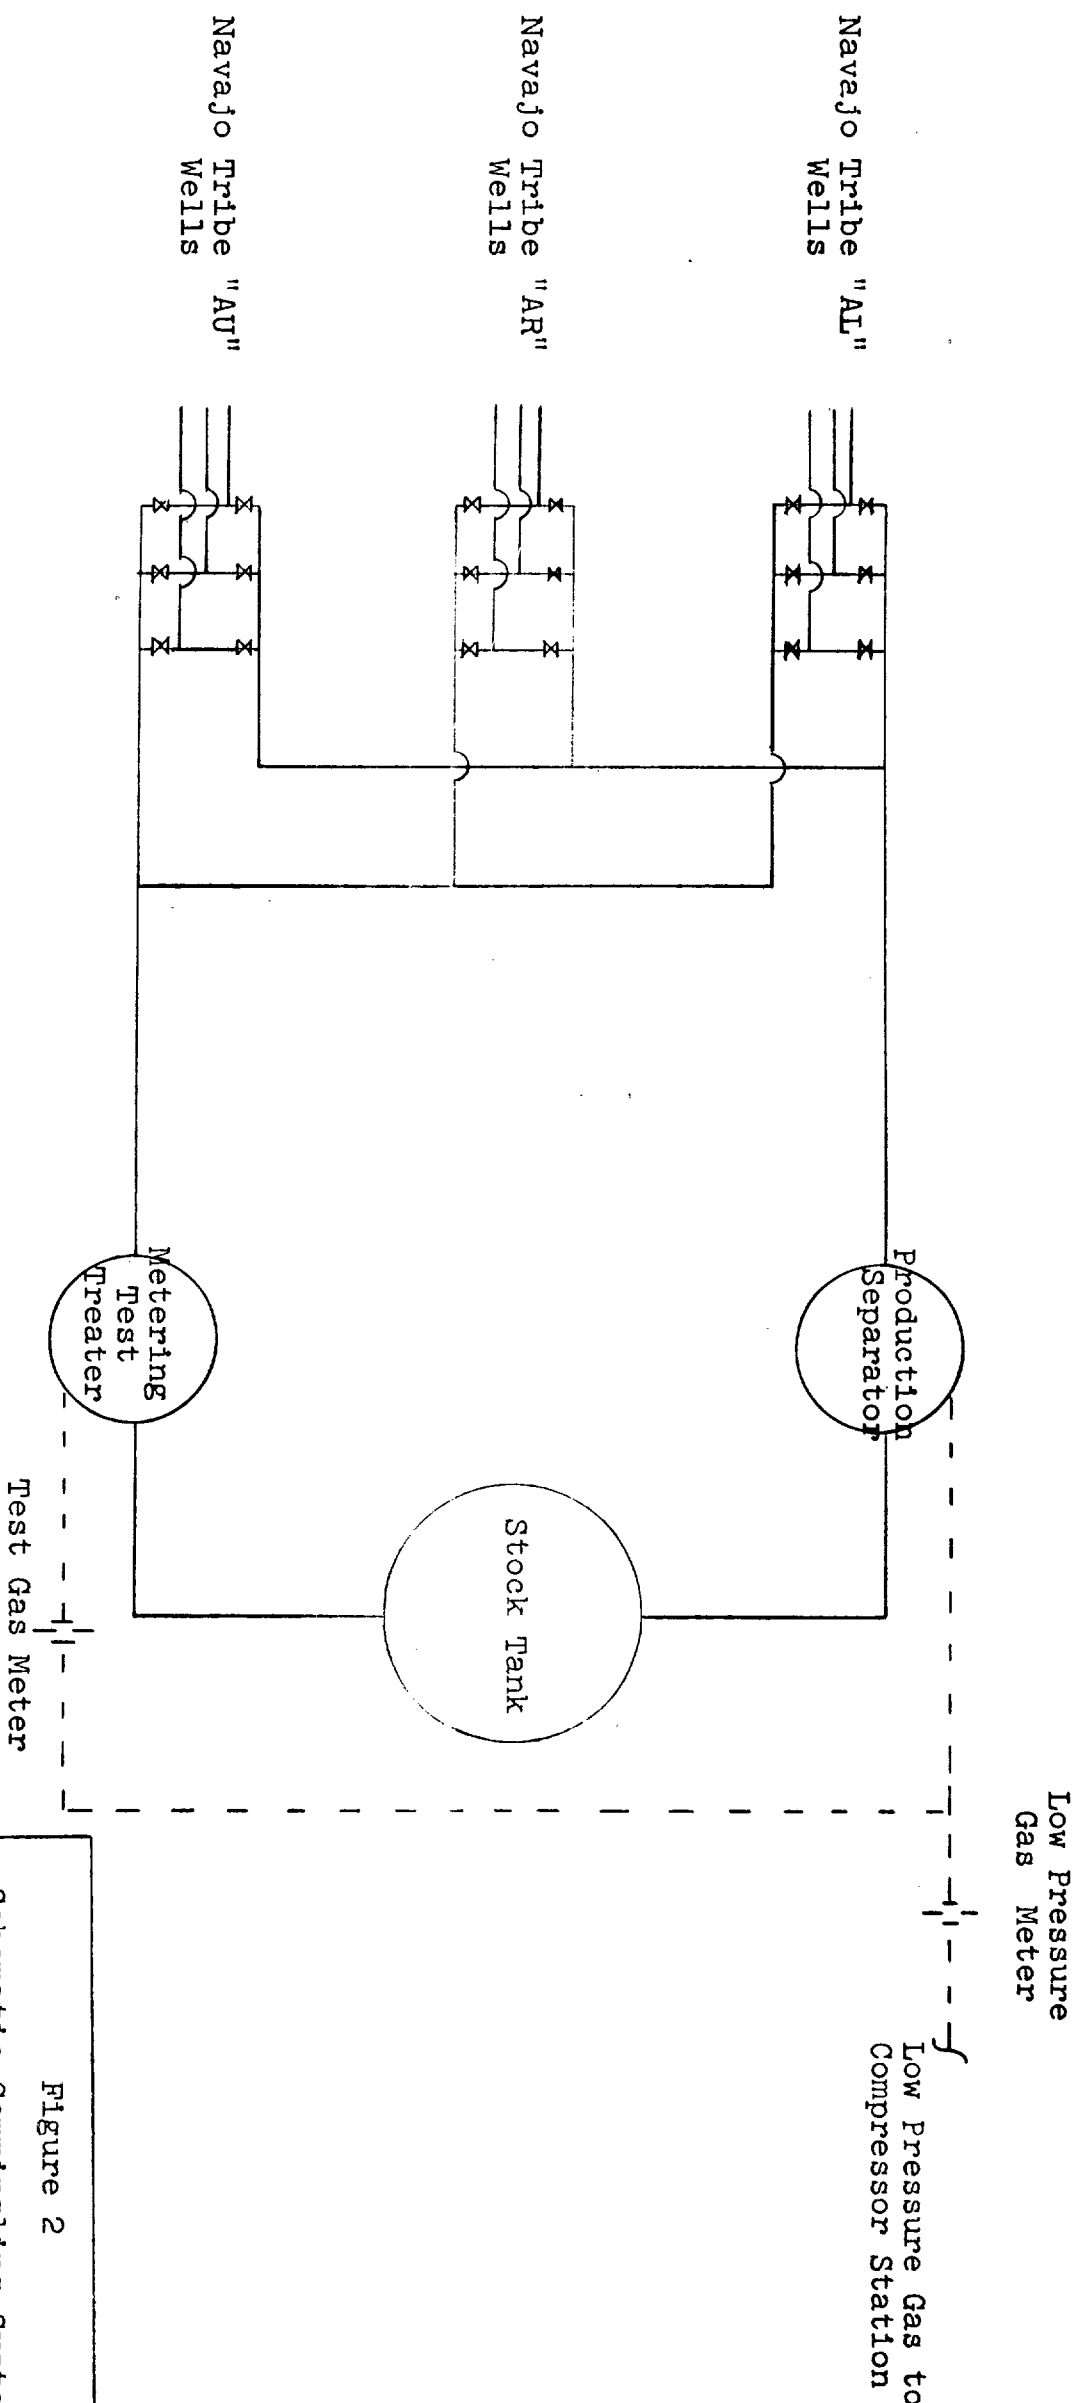 Low Pressure
Gas Meter
Navajo Tribe "AL"
Wells
Production
Separator
Low Pressure Gas to
Compressor Station
Navajo Tribe "AR"
Wells
Stock Tank
Navajo Tribe "AU"
Wells
Metering
Test
Treater
Test Gas Meter
Figure 2